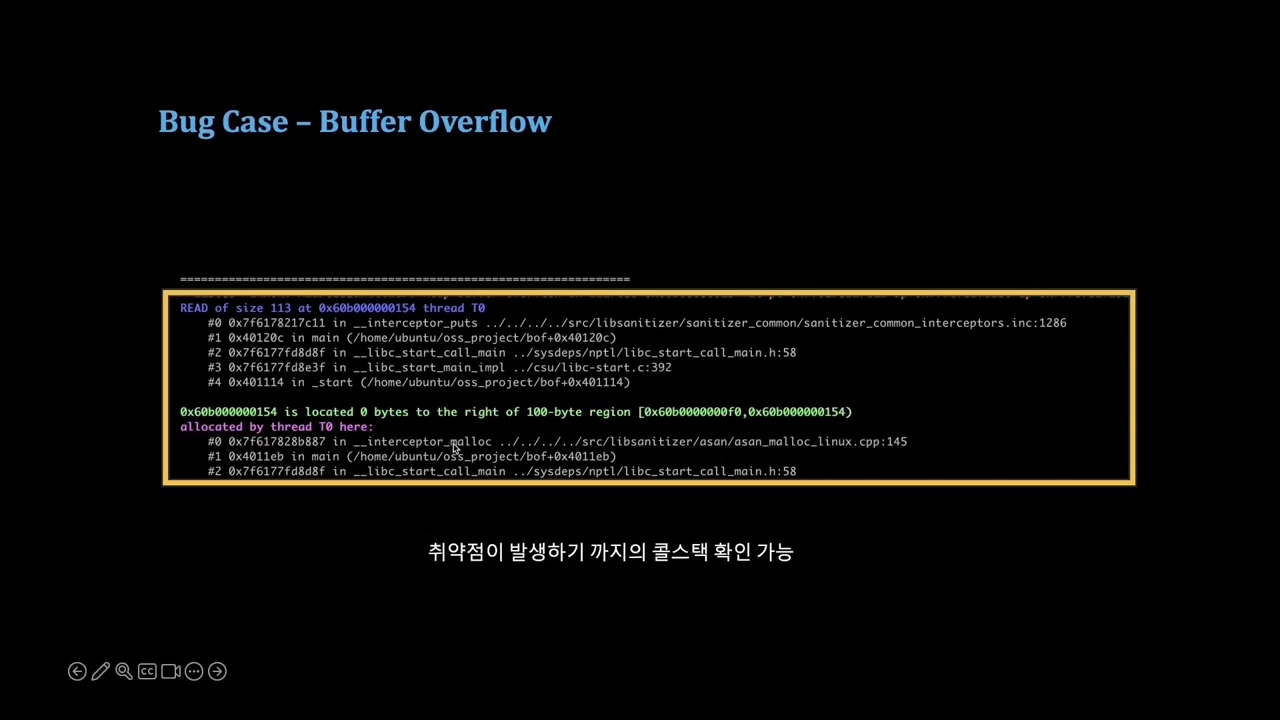 Bug Case – Buffer Overflow
=================================================================
READ of size 113 at 0x60b000000154 thread T0
#0 0x7f6178217c11 in __interceptor_puts ../../../../src/libsanitizer/sanitizer_common/sanitizer_common_interceptors.inc:1286
#1 0x40120c in main (/home/ubuntu/oss_project/bof+0x40120c)
#2 0x7f6177fd8d8f in __libc_start_call_main ../sysdeps/nptl/libc_start_call_main.h:58
#3 0x7f6177fd8e3f in __libc_start_main_impl ../csu/libc-start.c:392
#4 0x401114 in _start (/home/ubuntu/oss_project/bof+0x401114)
0x60b000000154 is located 0 bytes to the right of 100-byte region [0x60b0000000f0,0x60b000000154)
allocated by thread T0 here:
#0 0x7f617828b887 in __interceptor_malloc ../../../../src/libsanitizer/asan/asan_malloc_linux.cpp:145
#1 0x4011eb in main (/home/ubuntu/oss_project/bof+0x4011eb)
#2 0x7f6177fd8d8f in __libc_start_call_main ../sysdeps/nptl/libc_start_call_main.h:58
취약점이 발생하기 까지의 콜스택 확인 가능
CC